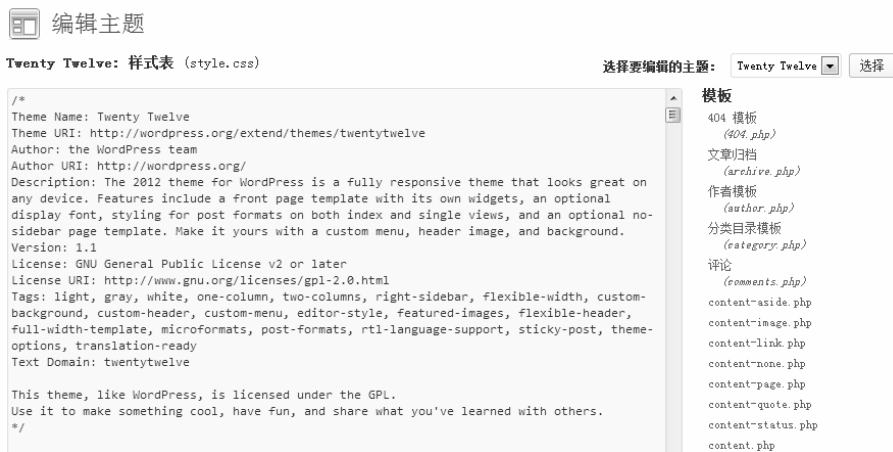 编辑主题
Twenty Twelve: 样式表 (style.css)
选择要编辑的主题: Twenty Twelve 选择
/*
Theme Name: Twenty Twelve
Theme URI: http://wordpress.org/extend/themes/twentytwelve
Author: the WordPress team
Author URI: http://wordpress.org/
Description: The 2012 theme for WordPress is a fully responsive theme that looks great on
any device. Features include a front page template with its own widgets, an optional
display font, styling for post formats on both index and single views, and an optional no-
sidebar page template. Make it yours with a custom menu, header image, and background.
Version: 1.1
License: GNU General Public License v2 or later
License URI: http://www.gnu.org/licenses/gpl-2.0.html
Tags: light, gray, white, one-column, two-columns, right-sidebar, flexible-width, custom-
background, custom-header, custom-menu, editor-style, featured-images, flexible-header,
full-width-template, microformats, post-formats, rtl-language-support, sticky-post, theme-
options, translation-ready
Text Domain: twentytwelve
This theme, like WordPress, is licensed under the GPL.
Use it to make something cool, have fun, and share what you've learned with others.
*/
模板
404 模板
(404.php)
文章归档
(archive.php)
作者模板
(author.php)
分类目录模板
(category.php)
评论
(comments.php)
content-aside.php
content-image.php
content-link.php
content-none.php
content-page.php
content-quote.php
content-status.php
content.php